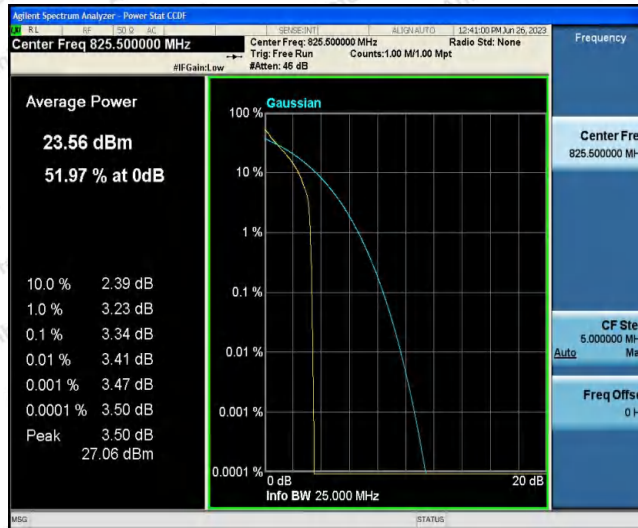 Agilent Spectrum Analyzer - Power Stat CCDF
RL RF 50 Ω AC SENSE:INT ALIGN AUTO 12:41:00 PM Jun 26, 2023
Center Freq 825.500000 MHz
Center Freq: 825.500000 MHz Radio Std: None
Trig: Free Run Counts:1.00 M/1.00 Mpt
#IFGain:Low #Atten: 46 dB
Frequency
Average Power
23.56 dBm
51.97 % at 0dB
10.0 % 2.39 dB
1.0 % 3.23 dB
0.1 % 3.34 dB
0.01 % 3.41 dB
0.001 % 3.47 dB
0.0001 % 3.50 dB
Peak 3.50 dB
27.06 dBm
Gaussian
100 %
10 %
1 %
0.1 %
0.01 %
0.001 %
0.0001 %
0 dB 20 dB
Info BW 25.000 MHz
Center Fre
825.500000 MH
CF Ste
5.000000 MH
Auto Ma
Freq Offse
0 H
MSG STATUS